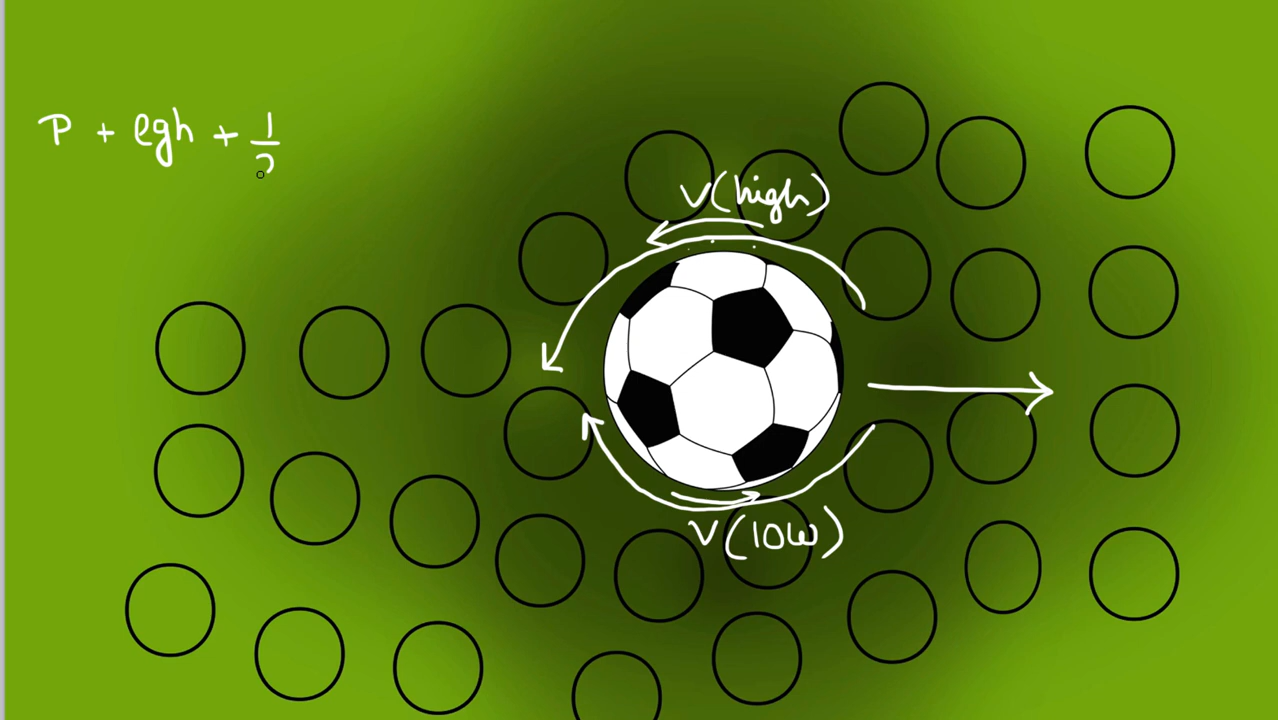 P + ρgh + 1/2
V(high)
V(low)